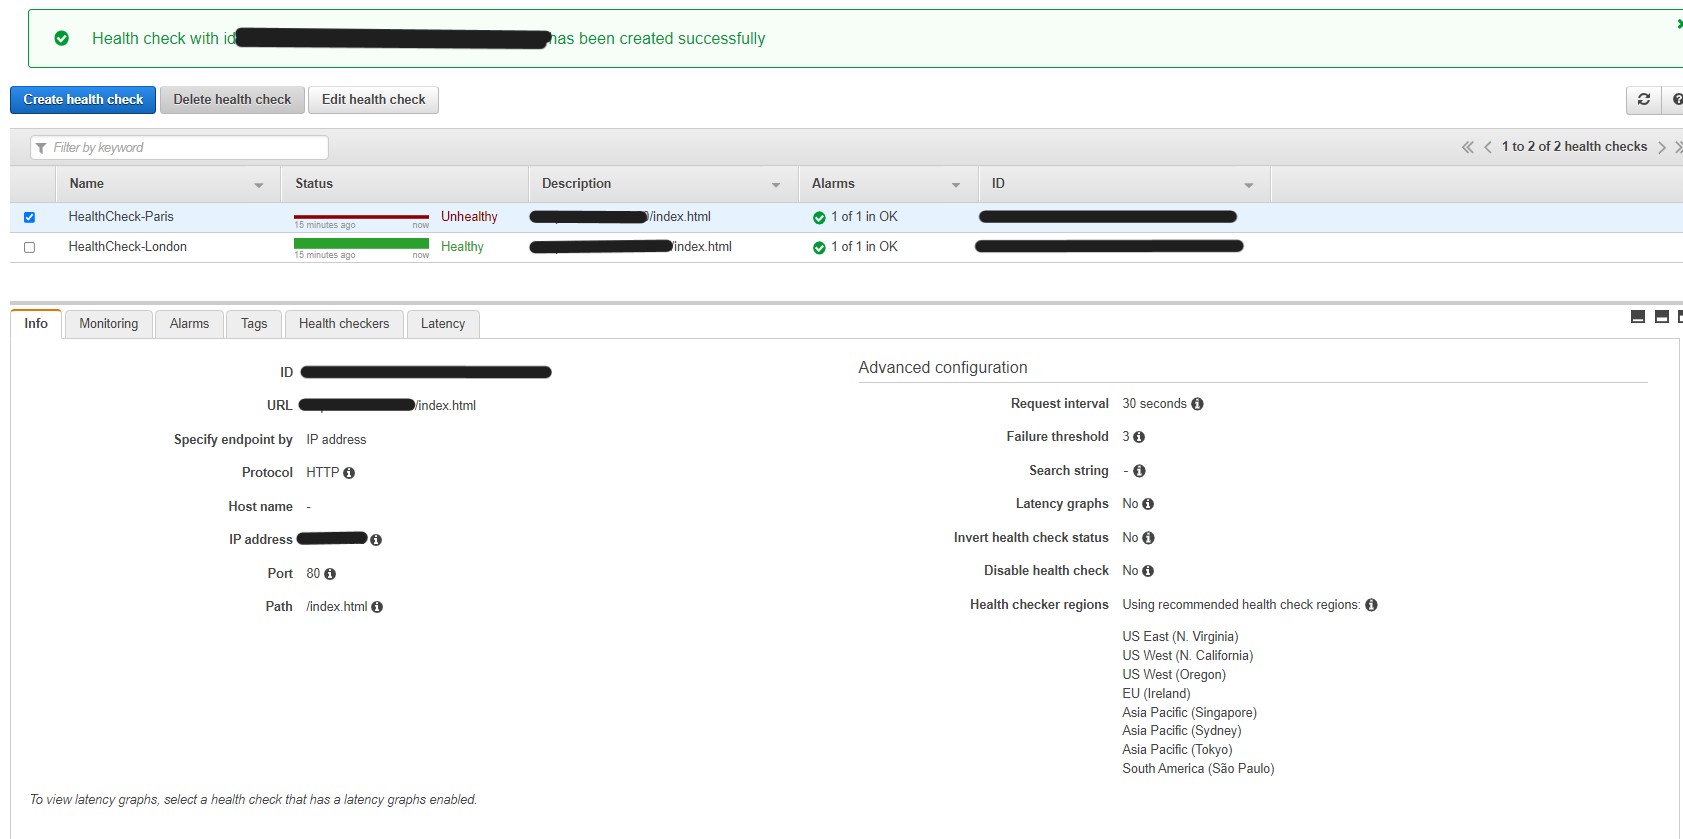 Health check with id has been created successfully
Create health check Delete health check Edit health check
Filter by keyword 1 to 2 of 2 health checks
Name Status Description Alarms ID
HealthCheck-Paris Unhealthy /index.html 1 of 1 in OK
15 minutes ago now
HealthCheck-London Healthy /index.html 1 of 1 in OK
15 minutes ago now
Info Monitoring Alarms Tags Health checkers Latency
ID
URL /index.html
Specify endpoint by IP address
Protocol HTTP
Host name -
IP address
Port 80
Path /index.html
Advanced configuration
Request interval 30 seconds
Failure threshold 3
Search string -
Latency graphs No
Invert health check status No
Disable health check No
Health checker regions Using recommended health check regions:
US East (N. Virginia)
US West (N. California)
US West (Oregon)
EU (Ireland)
Asia Pacific (Singapore)
Asia Pacific (Sydney)
Asia Pacific (Tokyo)
South America (São Paulo)
To view latency graphs, select a health check that has a latency graphs enabled.